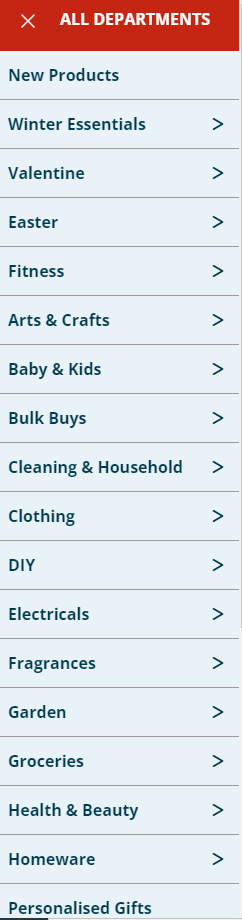 ALL DEPARTMENTS
New Products
Winter Essentials
Valentine
Easter
Fitness
Arts & Crafts
Baby & Kids
Bulk Buys
Cleaning & Household
Clothing
DIY
Electricals
Fragrances
Garden
Groceries
Health & Beauty
Homeware
Personalised Gifts